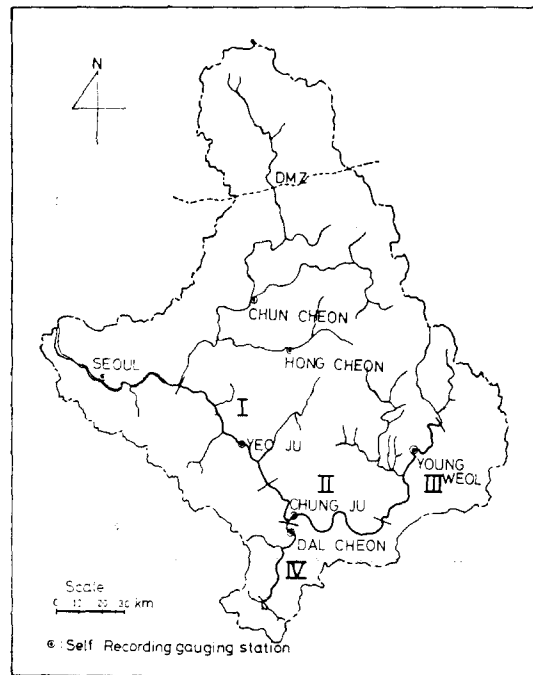 N
DMZ
CHUN CHEON
HONG CHEON
SEOUL
I
YEO JU
YOUNG
WEOL
II
III
CHUNG JU
DAL CHEON
IV
Scale
0 10 20 30 km
: Self Recording gauging station